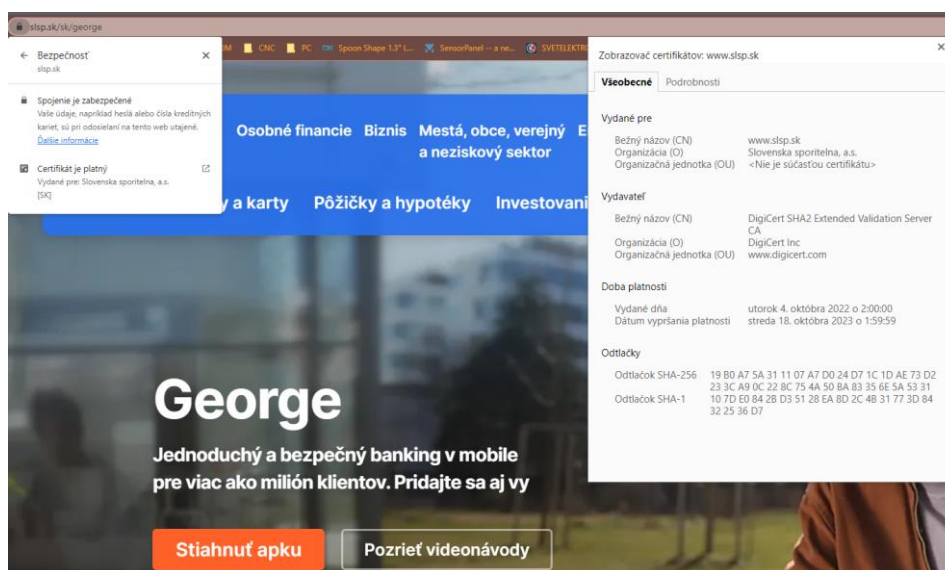 slsp.sk/sk/george
Bezpečnosť
slsp.sk
Spojenie je zabezpečené
Vaše údaje, napríklad heslá alebo čísla kreditných
kariet, sú pri odosielaní na tento web utajené.
Ďalšie informácie
Certifikát je platný
Vydané pre: Slovenska sporitelna, a.s.
[SK]
CNC PC Spoon Shape 1.3" L... SensorPanel — a ne... SVETELEKTR
Osobné financie Biznis Mestá, obce, verejný
a neziskový sektor
a karty Pôžičky a hypotéky Investovani
George
Jednoduchý a bezpečný banking v mobile
pre viac ako milión klientov. Pridajte sa aj vy
Stiahnuť apku Pozrieť videonávody
Zobrazovač certifikátov: www.slsp.sk
Všeobecné Podrobnosti
Vydané pre
Bežný názov (CN) www.slsp.sk
Organizácia (O) Slovenska sporitelna, a.s.
Organizačná jednotka (OU) <Nie je súčasťou certifikátu>
Vydavateľ
Bežný názov (CN) DigiCert SHA2 Extended Validation Server
CA
Organizácia (O) DigiCert Inc
Organizačná jednotka (OU) www.digicert.com
Doba platnosti
Vydané dňa utorok 4. októbra 2022 o 2:00:00
Dátum vypršania platnosti streda 18. októbra 2023 o 1:59:59
Odtlačky
Odtlačok SHA-256 19 B0 A7 5A 31 11 07 A7 D0 24 D7 1C 1D AE 73 D2
23 3C A9 0C 22 8C 75 4A 50 BA 83 35 6E 5A 53 31
Odtlačok SHA-1 10 7D E0 84 2B D3 51 28 EA 8D 2C 4B 31 77 3D 84
32 25 36 D7